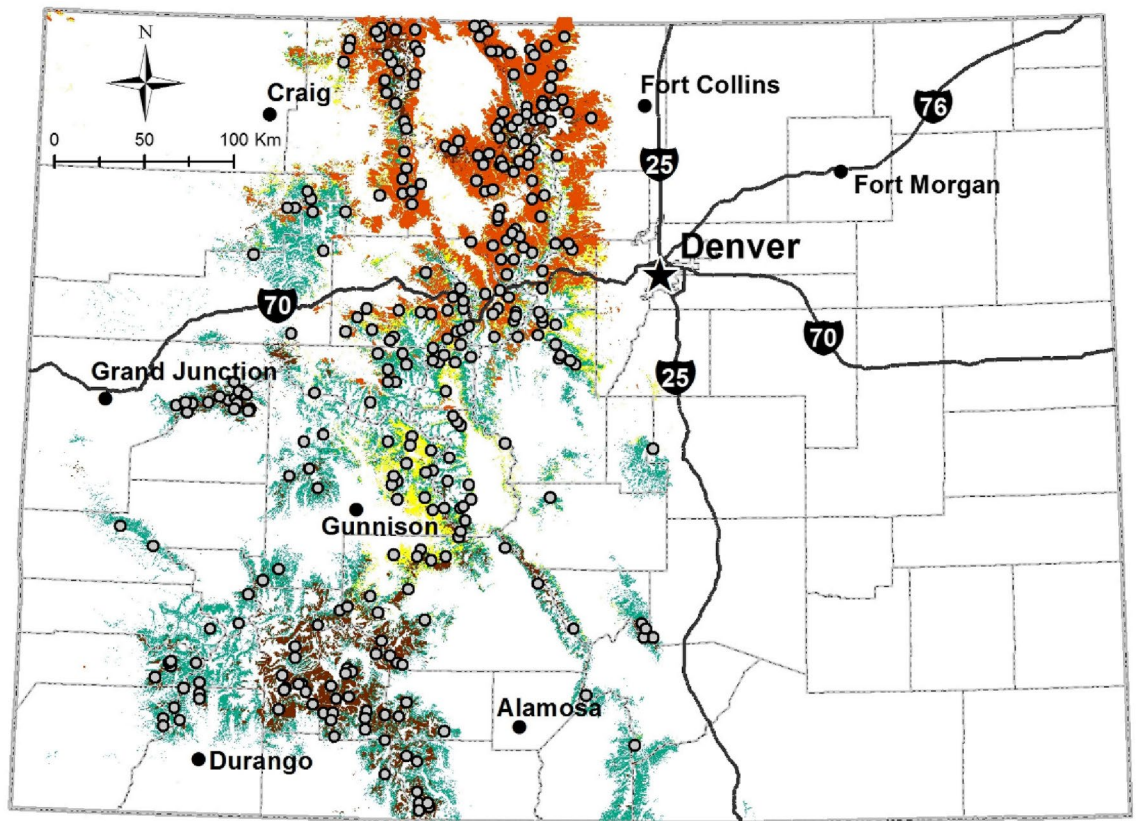 N
Craig
Fort Collins
76
0 50 100 Km
25
Fort Morgan
Denver
70
70
Grand Junction
25
Gunnison
Alamosa
Durango